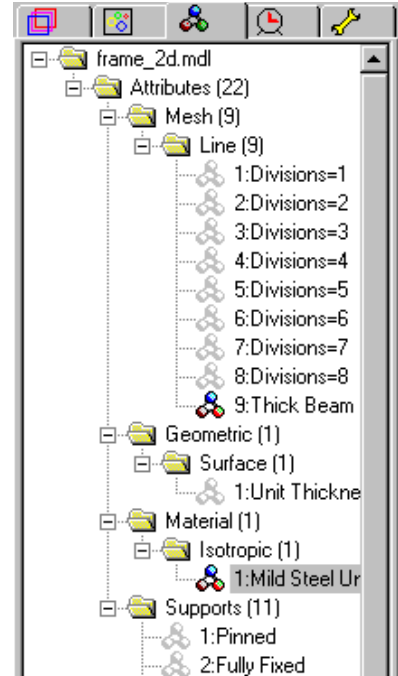 frame_2d.mdl
Attributes (22)
Mesh (9)
Line (9)
1:Divisions=1
2:Divisions=2
3:Divisions=3
4:Divisions=4
5:Divisions=5
6:Divisions=6
7:Divisions=7
8:Divisions=8
9:Thick Beam
Geometric (1)
Surface (1)
1:Unit Thickne
Material (1)
Isotropic (1)
1:Mild Steel Ur
Supports (11)
1:Pinned
2:Fully Fixed